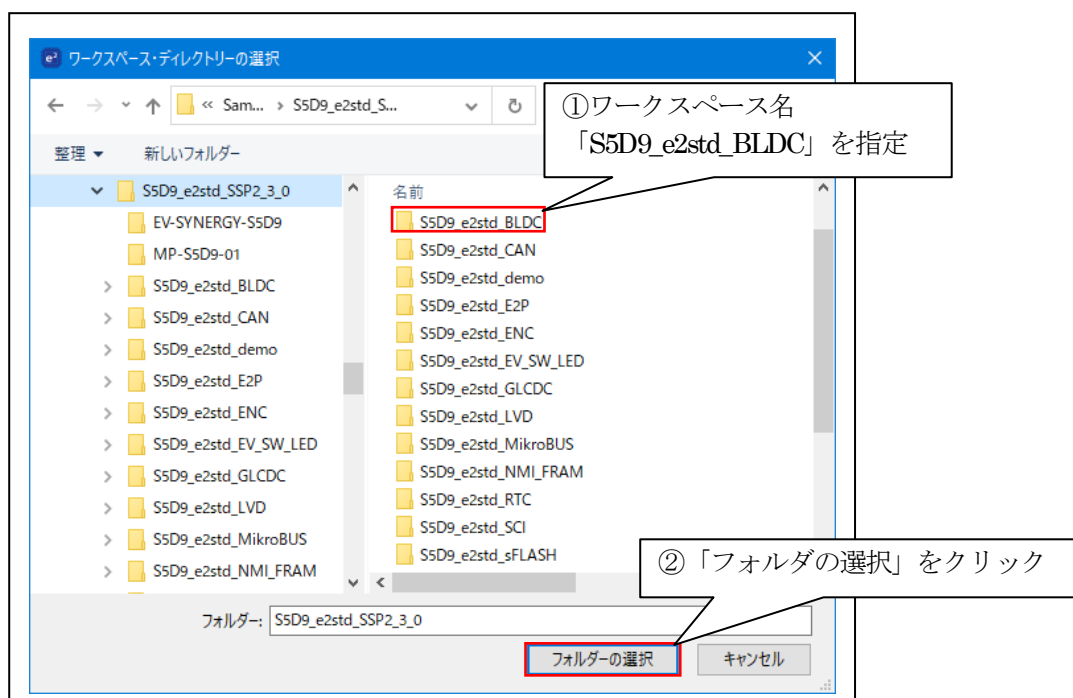 ワークスペース・ディレクトリーの選択
« Sam... › S5D9_e2std_S...
①ワークスペース名
「S5D9_e2std_BLDC」を指定
整理 新しいフォルダー
S5D9_e2std_SSP2_3_0
EV-SYNERGY-S5D9
MP-S5D9-01
S5D9_e2std_BLDC
S5D9_e2std_CAN
S5D9_e2std_demo
S5D9_e2std_E2P
S5D9_e2std_ENC
S5D9_e2std_EV_SW_LED
S5D9_e2std_GLCDC
S5D9_e2std_LVD
S5D9_e2std_MikroBUS
S5D9_e2std_NMI_FRAM
名前
S5D9_e2std_BLDC
S5D9_e2std_CAN
S5D9_e2std_demo
S5D9_e2std_E2P
S5D9_e2std_ENC
S5D9_e2std_EV_SW_LED
S5D9_e2std_GLCDC
S5D9_e2std_LVD
S5D9_e2std_MikroBUS
S5D9_e2std_NMI_FRAM
S5D9_e2std_RTC
S5D9_e2std_SCI
S5D9_e2std_sFLASH
②「フォルダの選択」をクリック
フォルダー: S5D9_e2std_SSP2_3_0
フォルダーの選択 キャンセル